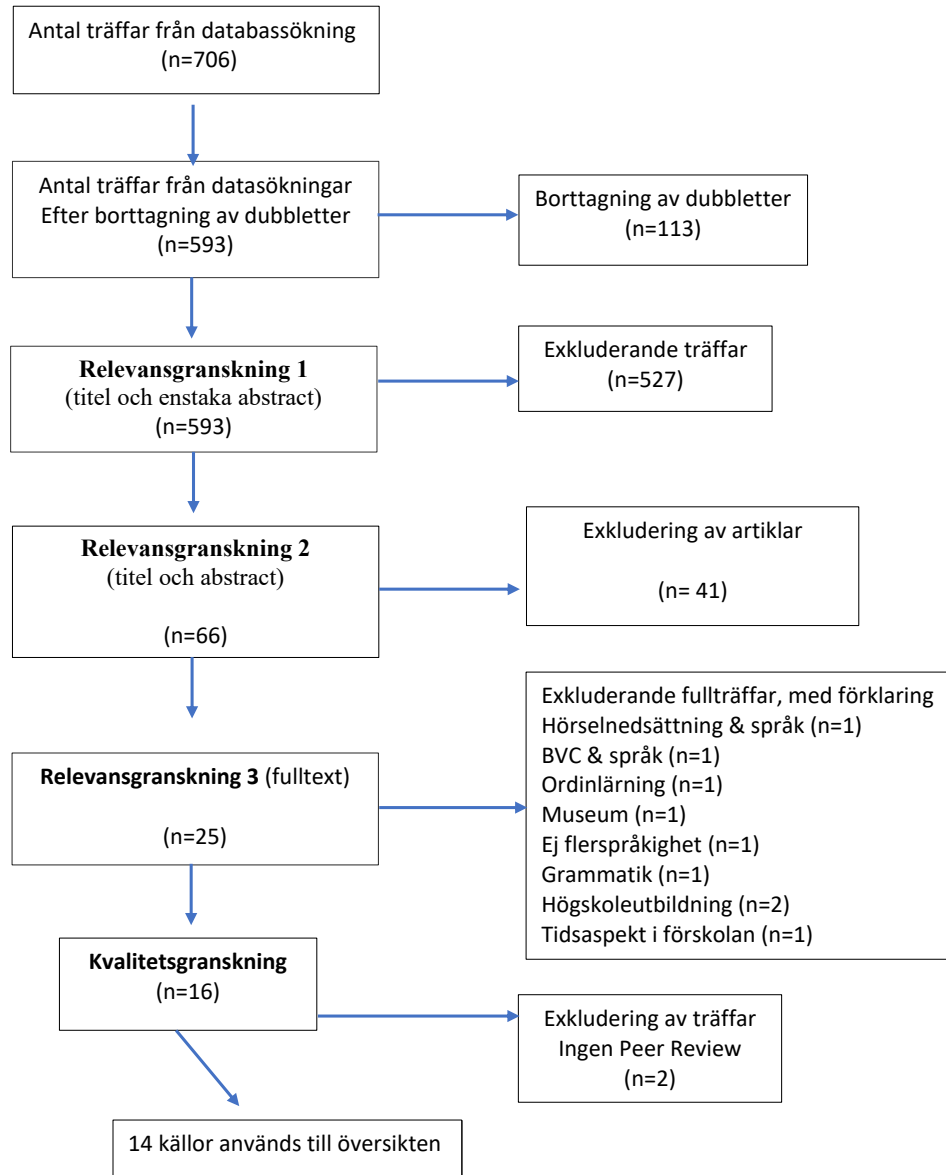 Antal träffar från databassökning
(n=706)
Antal träffar från datasökningar
Efter borttagning av dubbletter
(n=593)
Borttagning av dubbletter
(n=113)
Relevansgranskning 1
(titel och enstaka abstract)
(n=593)
Exkluderande träffar
(n=527)
Relevansgranskning 2
(titel och abstract)
(n=66)
Exkludering av artiklar
(n= 41)
Relevansgranskning 3 (fulltext)
(n=25)
Exkluderande fullträffar, med förklaring
Hörselnedsättning & språk (n=1)
BVC & språk (n=1)
Ordinlärning (n=1)
Museum (n=1)
Ej flerspråkighet (n=1)
Grammatik (n=1)
Högskoleutbildning (n=2)
Tidsaspekt i förskolan (n=1)
Kvalitetsgranskning
(n=16)
Exkludering av träffar
Ingen Peer Review
(n=2)
14 källor används till översikten